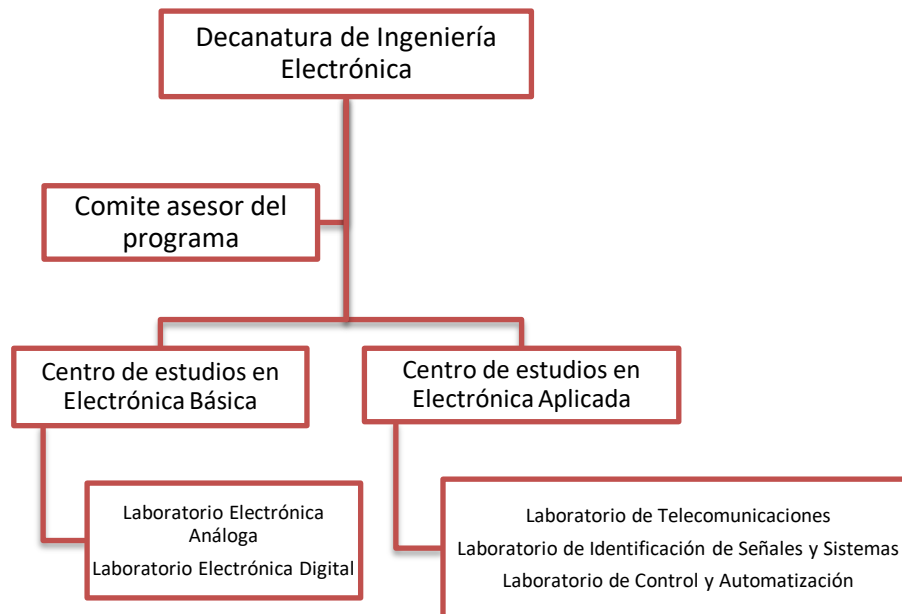 Decanatura de Ingeniería
Electrónica
Comite asesor del
programa
Centro de estudios en
Electrónica Básica
Centro de estudios en
Electrónica Aplicada
Laboratorio Electrónica
Análoga
Laboratorio Electrónica Digital
Laboratorio de Telecomunicaciones
Laboratorio de Identificación de Señales y Sistemas
Laboratorio de Control y Automatización